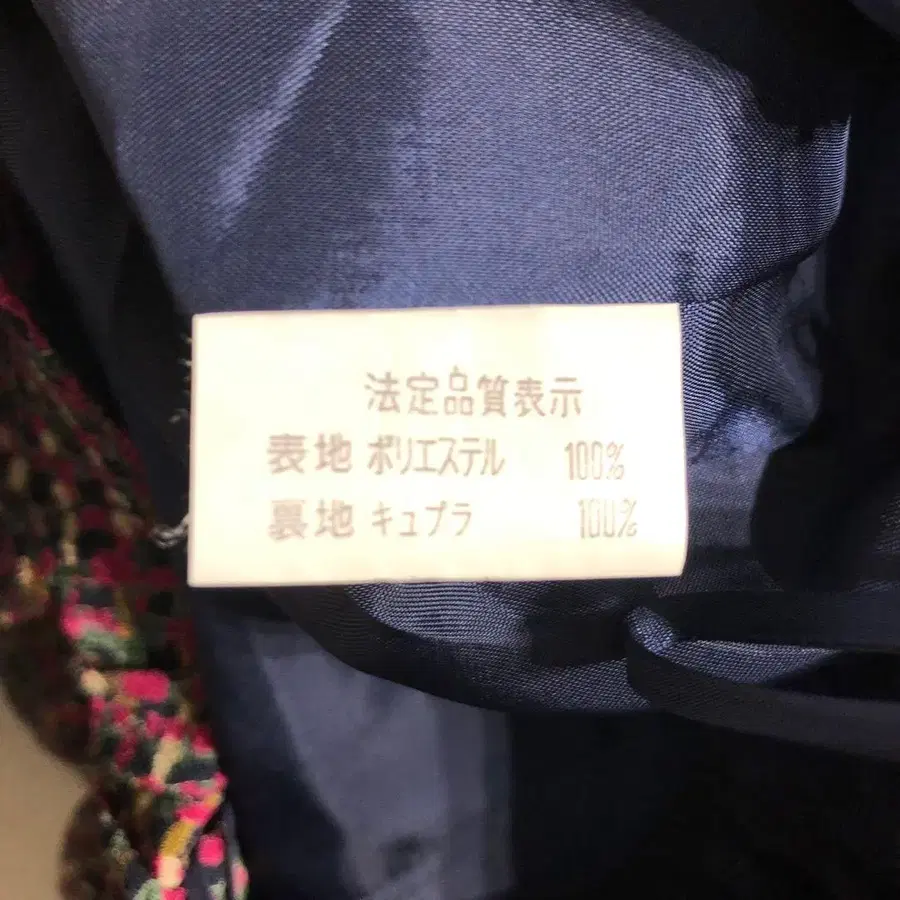 法定品質表示
表地 ポリエステル 100%
裏地 キュプラ 100%